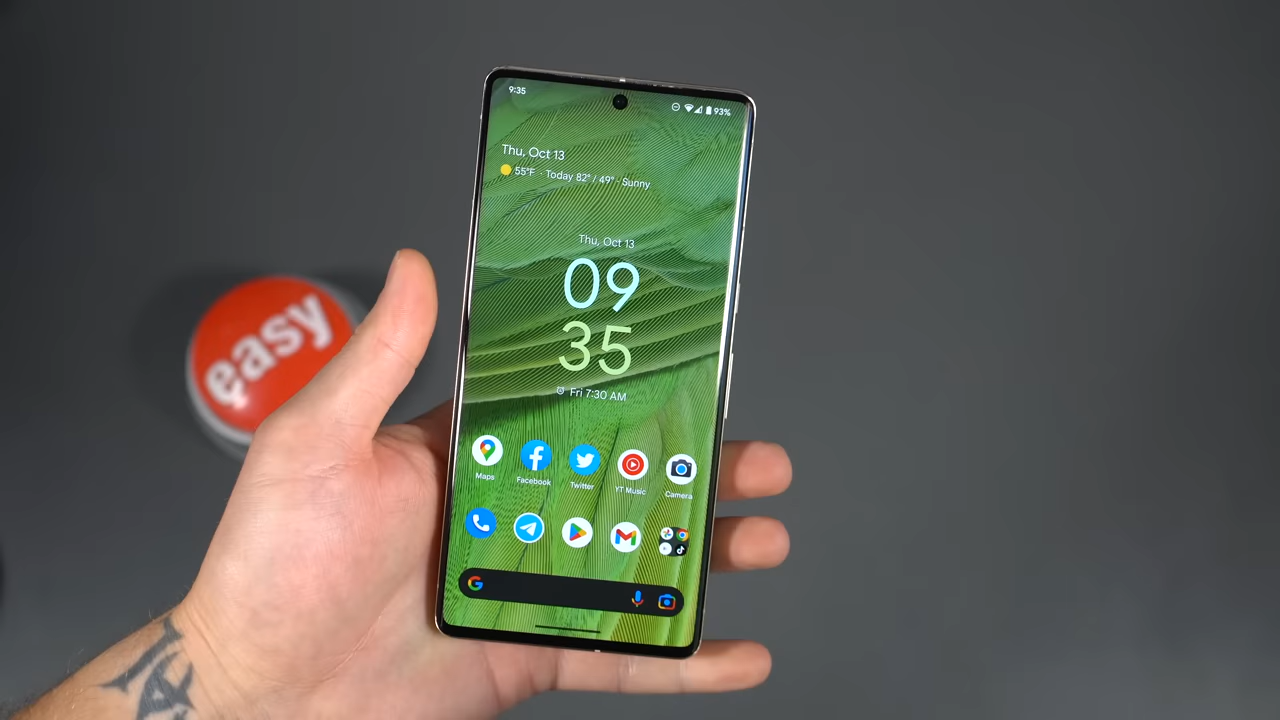 9:35
93%
Thu, Oct 13
55°F · Today 82° / 49° · Sunny
Thu, Oct 13
09
35
Fri 7:30 AM
easy
Maps Facebook Twitter YT Music Camera